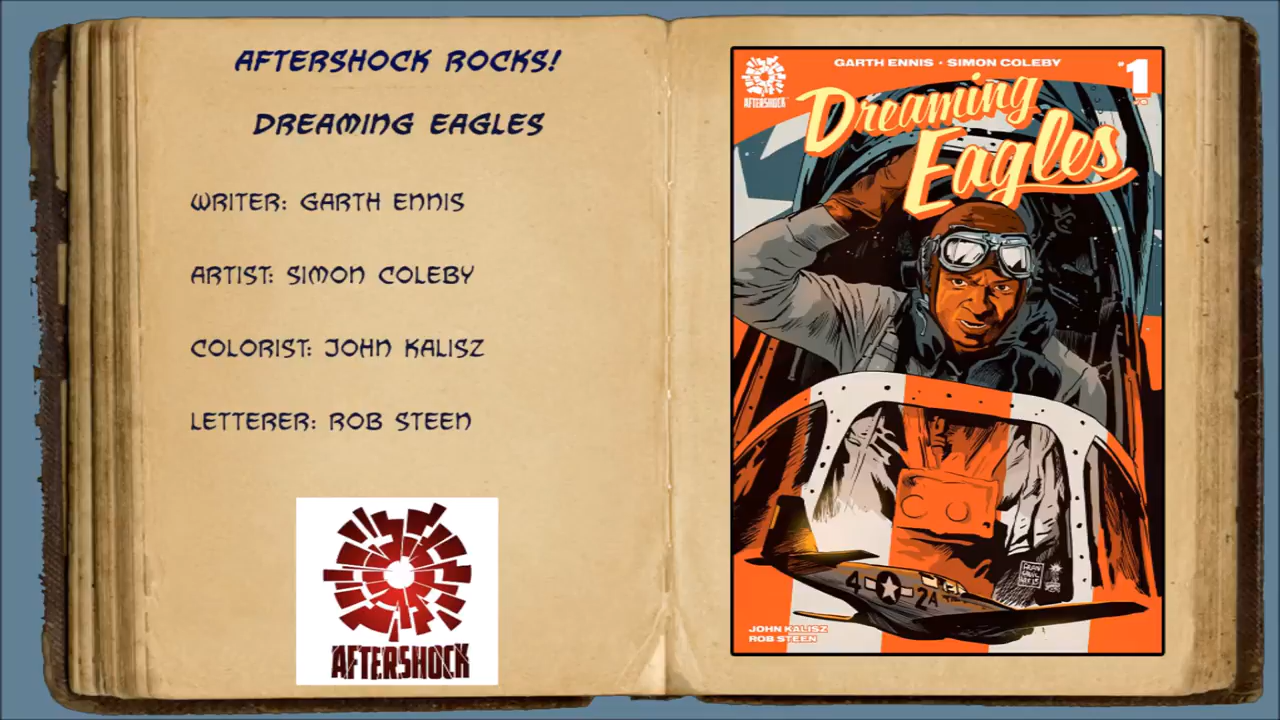 AFTERSHOCK ROCKS!
DREAMING EAGLES
WRITER: GARTH ENNIS
ARTIST: SIMON COLEBY
COLORIST: JOHN KALISZ
LETTERER: ROB STEEN
AFTERSHOCK
GARTH ENNIS · SIMON COLEBY
AFTERSHOCK
#1
Dreaming
Eagles
4 2A
JOHN KALISZ
ROB STEEN